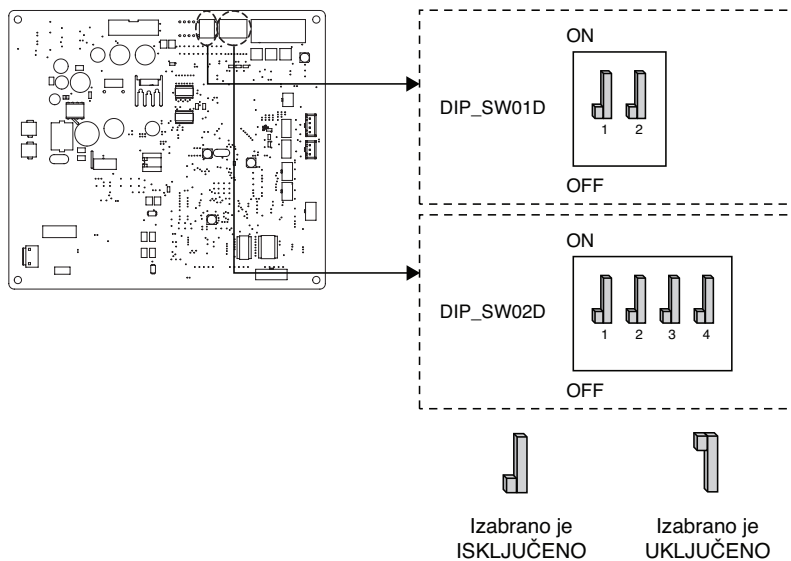 ON
DIP_SW01D
1 2
OFF
ON
DIP_SW02D
1 2 3 4
OFF
Izabrano je
ISKLJUČENO
Izabrano je
UKLJUČENO